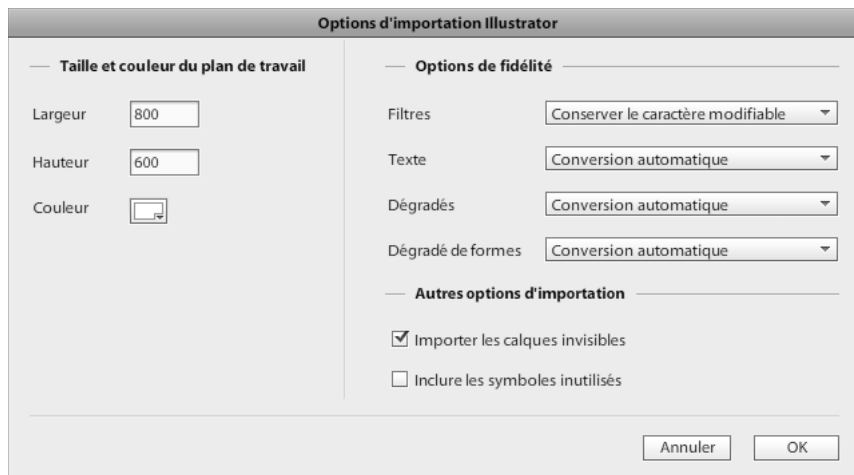 Options d'importation Illustrator
Taille et couleur du plan de travail
Largeur 800
Hauteur 600
Couleur
Options de fidélité
Filtres Conserver le caractère modifiable
Texte Conversion automatique
Dégradés Conversion automatique
Dégradé de formes Conversion automatique
Autres options d'importation
Importer les calques invisibles
Inclure les symboles inutilisés
Annuler OK